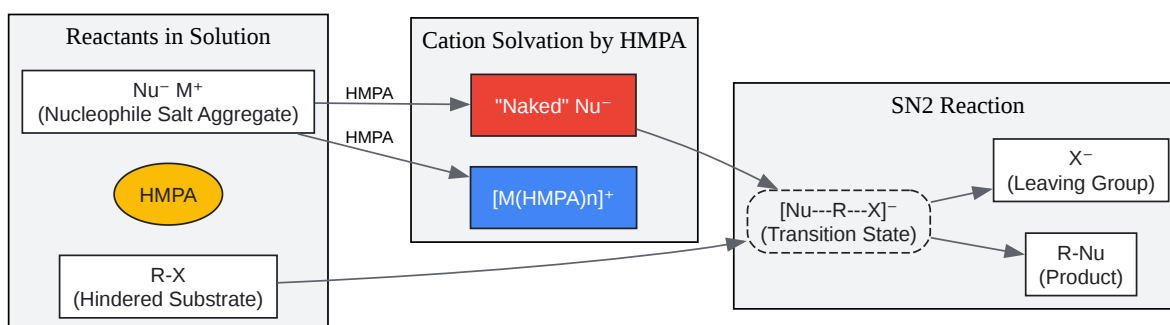 Reactants in Solution
Nu⁻ M⁺
(Nucleophile Salt Aggregate)
HMPA
R-X
(Hindered Substrate)
HMPA
HMPA
Cation Solvation by HMPA
"Naked" Nu⁻
[M(HMPA)n]⁺
SN2 Reaction
[Nu---R---X]⁻
(Transition State)
X⁻
(Leaving Group)
R-Nu
(Product)